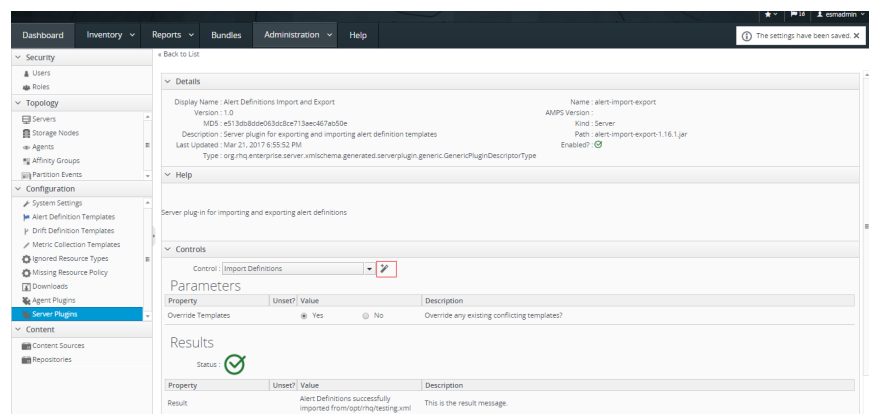 16 esmadmin
Dashboard Inventory Reports Bundles Administration Help
The settings have been saved. X
Security
Users
Roles
Topology
Servers
Storage Nodes
Agents
Affinity Groups
Partition Events
Configuration
System Settings
Alert Definition Templates
Drift Definition Templates
Metric Collection Templates
Ignored Resource Types
Missing Resource Policy
Downloads
Agent Plugins
Server Plugins
Content
Content Sources
Repositories
« Back to List
Details
Display Name : Alert Definitions Import and Export
Version : 1.0
MD5 : e513db8dde063dc8ce713aec467ab50e
Description : Server plugin for exporting and importing alert definition templates
Last Updated : Mar 21, 2017 6:55:52 PM
Type : org.rhq.enterprise.server.xmlschema.generated.serverplugin.generic.GenericPluginDescriptorType
Name : alert-import-export
AMPS Version :
Kind : Server
Path : alert-import-export-1.16.1.jar
Enabled? :
Help
Server plug-in for importing and exporting alert definitions
Controls
Control : Import Definitions
Parameters
Property Unset? Value Description
Override Templates Yes No Override any existing conflicting templates?
Results
Status :
Property Unset? Value Description
Result Alert Definitions successfully imported from/opt/rhq/testing.xml This is the result message.